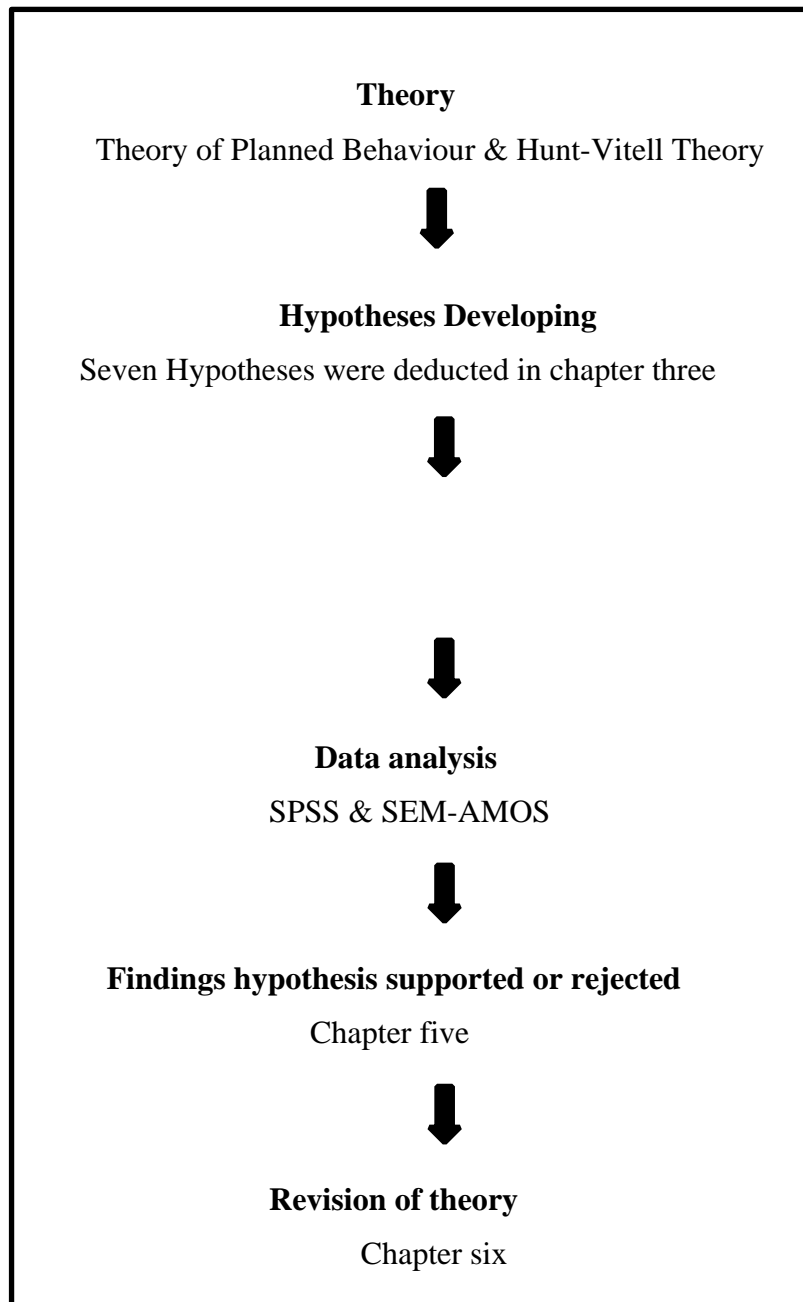 Theory
Theory of Planned Behaviour & Hunt-Vitell Theory
Hypotheses Developing
Seven Hypotheses were deducted in chapter three
Data analysis
SPSS & SEM-AMOS
Findings hypothesis supported or rejected
Chapter five
Revision of theory
Chapter six